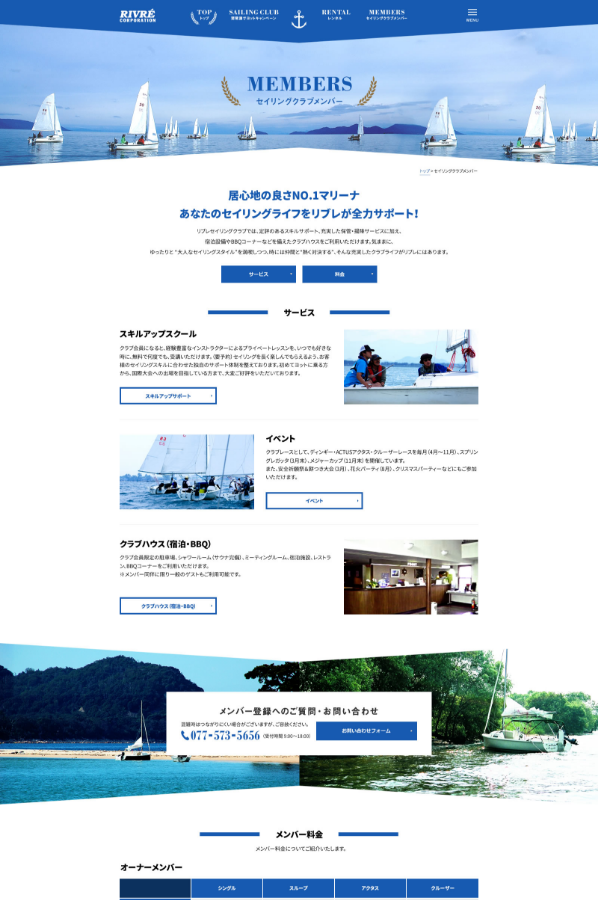 RIVRÉ
CORPORATION
TOP
トップ
SAILING CLUB
琵琶湖でヨットキャンペーン
RENTAL
レンタル
MEMBERS
セイリングクラブメンバー
MENU
MEMBERS
セイリングクラブメンバー
トップ > セイリングクラブメンバー
居心地の良さNO.1マリーナ
あなたのセイリングライフをリブレが全力サポート!
リブレセイリングクラブでは、定評のあるスキルサポート、充実した保管・艇陸サービスに加え、
宿泊設備やBBQコーナーなどを備えたクラブハウスをご利用いただけます。気ままに、
ゆったりと “大人なセイリングスタイル”を満喫しつつ、時には仲間と“熱く対決する”、そんな充実したクラブライフがリブレにはあります。
サービス
料金
サービス
スキルアップスクール
クラブ会員になると、経験豊富なインストラクターによるプライベートレッスンを、いつでも好きな
時に、無料で何度でも、受講いただけます。(要予約)セイリングを長く楽しんでもらえるよう、お客
様のセイリングスキルに合わせた独自のサポート体制を整えております。初めてヨットに乗る方
から、国際大会への出場を目指している方まで、大変ご好評をいただいております。
スキルアップサポート
イベント
クラブレースとして、ディンギー・ACTUSアクタス・クルーザーレースを毎月(4月〜11月)、スプリン
グレガッタ(3月末)、メジャーカップ(11月末)を開催しています。
また、安全祈願祭&餅つき大会(3月)、花火パーティ(8月)、クリスマスパーティーなどにもご参加
いただけます。
イベント
クラブハウス(宿泊・BBQ)
クラブ会員限定の駐車場、シャワールーム(サウナ完備)、ミーティングルーム、宿泊施設、レストラ
ン、BBQコーナーをご利用いただけます。
※メンバー同伴に限り一般のゲストもご利用可能です。
クラブハウス(宿泊・BBQ)
メンバー登録へのご質問・お問い合わせ
混雑時はつながりにくい場合がございますが、ご容赦ください。
077-573-5656 (受付時間 9:00〜18:00)
お問い合わせフォーム
メンバー料金
メンバー料金についてご紹介いたします。
オーナーメンバー
シングル
スループ
アクタス
クルーザー